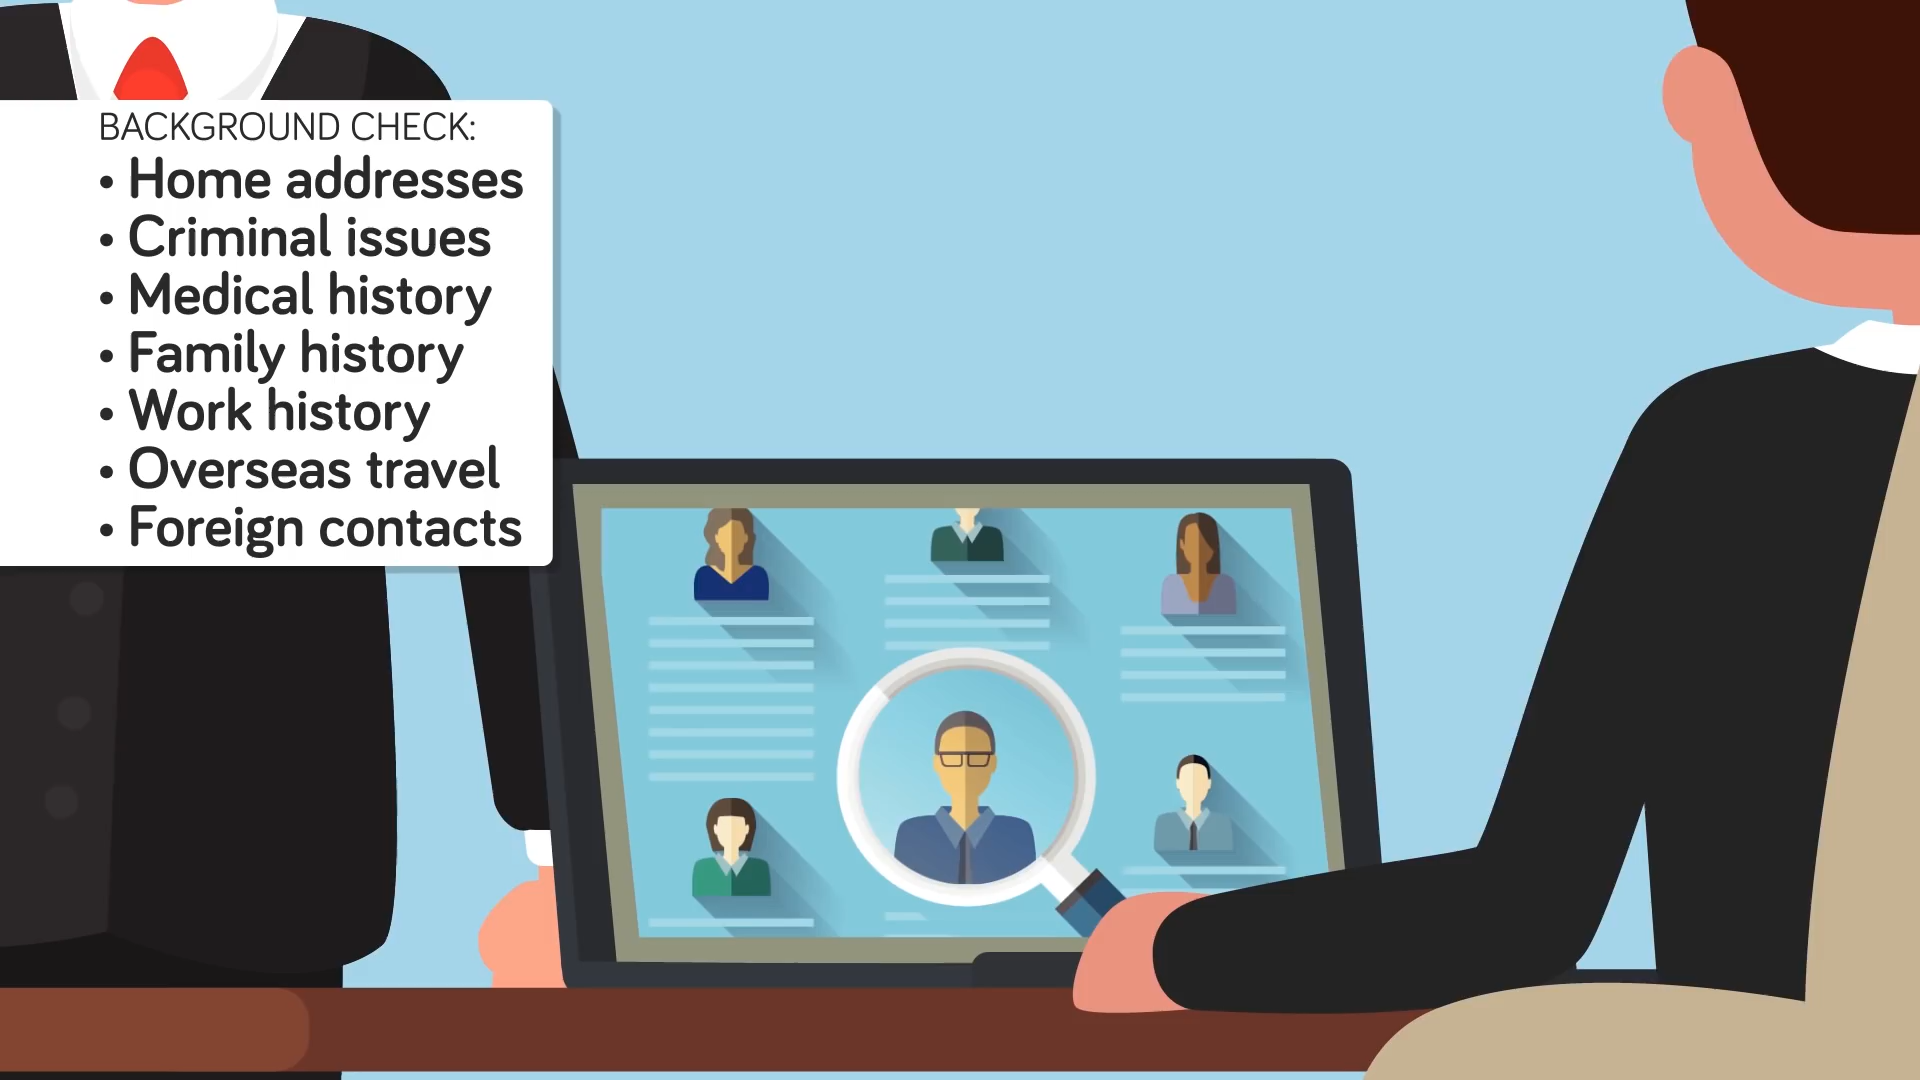 BACKGROUND CHECK:
• Home addresses
• Criminal issues
• Medical history
• Family history
• Work history
• Overseas travel
• Foreign contacts